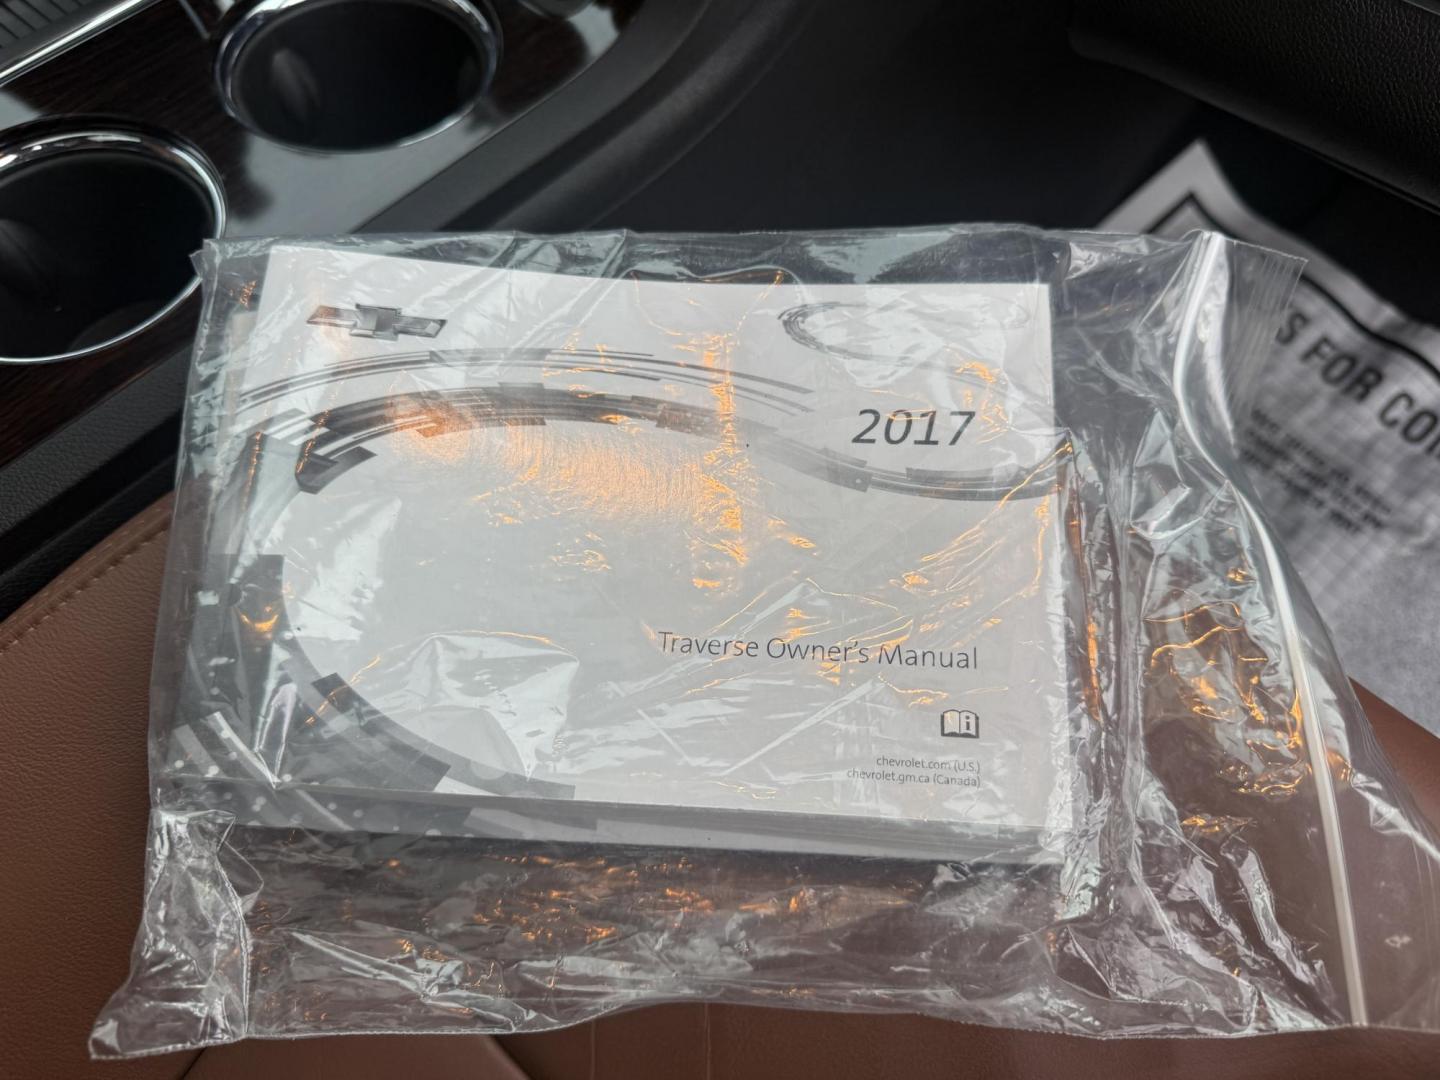 2017
Traverse Owner's Manual
chevrolet.com (U.S.)
chevrolet.gm.ca (Canada)
S FOR CO